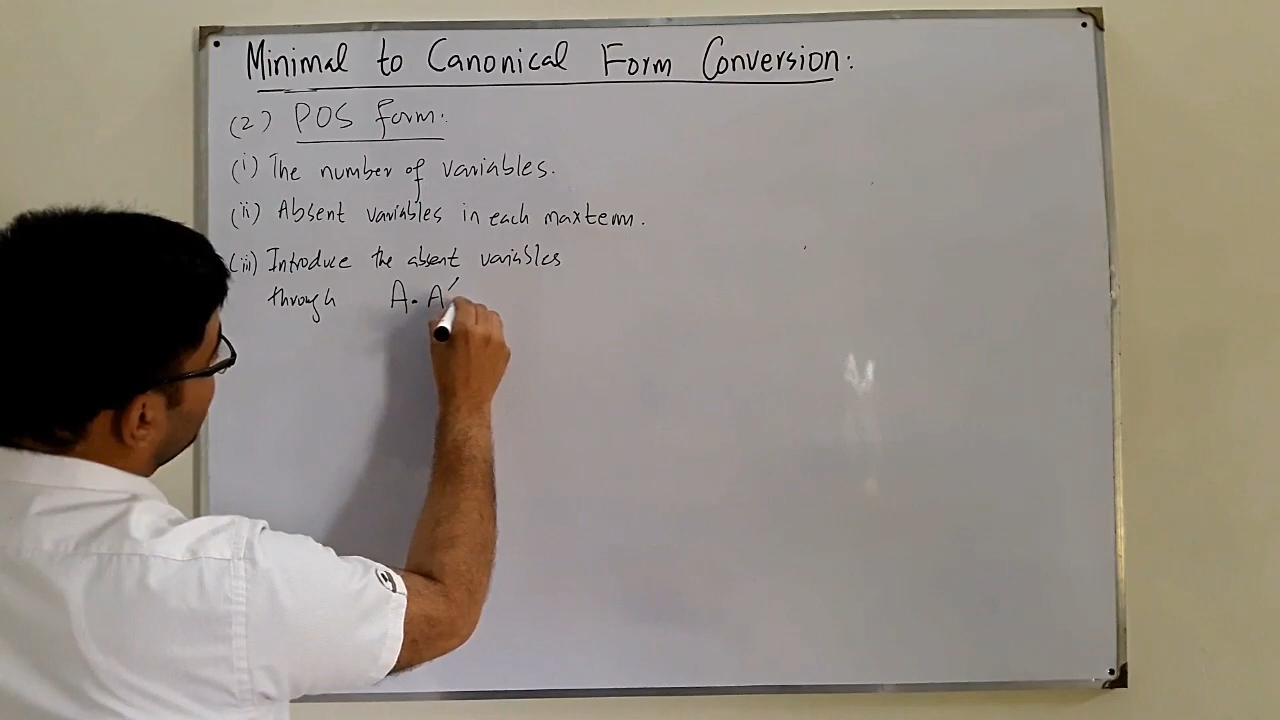 Minimal to Canonical Form Conversion:
(2) POS form:
(i) The number of variables.
(ii) Absent variables in each maxterm.
(iii) Introduce the absent variables
through A. A'